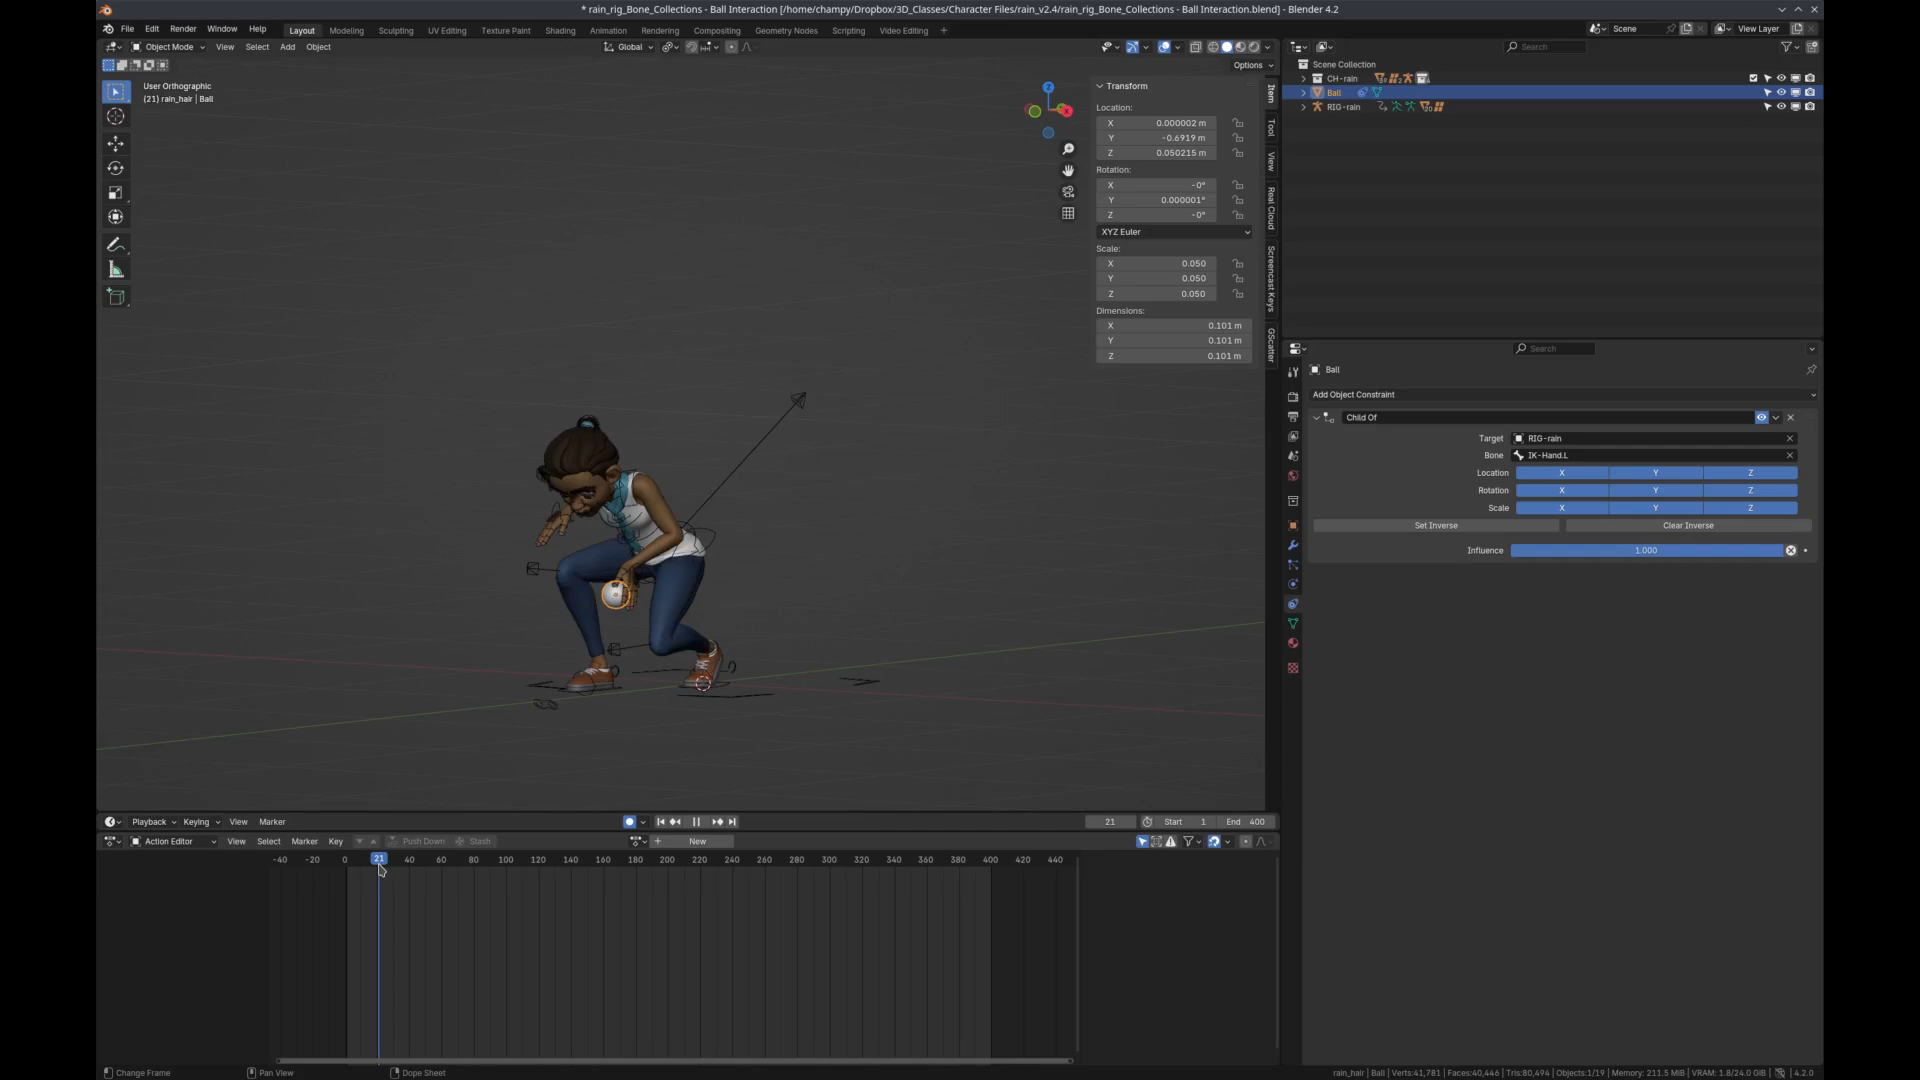 * rain_rig_Bone_Collections - Ball Interaction [/home/champy/Dropbox/3D_Classes/Character Files/rain_v2.4/rain_rig_Bone_Collections - Ball Interaction.blend] - Blender 4.2
File Edit Render Window Help Layout Modeling Sculpting UV Editing Texture Paint Shading Animation Rendering Compositing Geometry Nodes Scripting Video Editing + Scene View Layer
Object Mode View Select Add Object Global Search
Options
Scene Collection
CH-rain
Ball
RIG-rain
User Orthographic
(21) rain_hair | Ball
Transform
Location:
X 0.000002 m
Y -0.6919 m
Z 0.050215 m
Rotation:
X -0°
Y 0.000001°
Z -0°
XYZ Euler
Scale:
X 0.050
Y 0.050
Z 0.050
Dimensions:
X 0.101 m
Y 0.101 m
Z 0.101 m
Item
Tool
View
Real Cloud
Screencast Keys
GScatter
Z
X
Search
Ball
Add Object Constraint
Child Of
Target RIG-rain
Bone IK-Hand.L
Location X Y Z
Rotation X Y Z
Scale X Y Z
Set Inverse Clear Inverse
Influence 1.000
Playback Keying View Marker 21 Start 1 End 400
Action Editor View Select Marker Key Push Down Stash + New
-40 -20 0 21 40 60 80 100 120 140 160 180 200 220 240 260 280 300 320 340 360 380 400 420 440
Change Frame Pan View Dope Sheet rain_hair | Ball | Verts:41,781 | Faces:40,446 | Tris:80,494 | Objects:1/19 | Memory: 211.5 MiB | VRAM: 1.8/24.0 GiB | 4.2.0